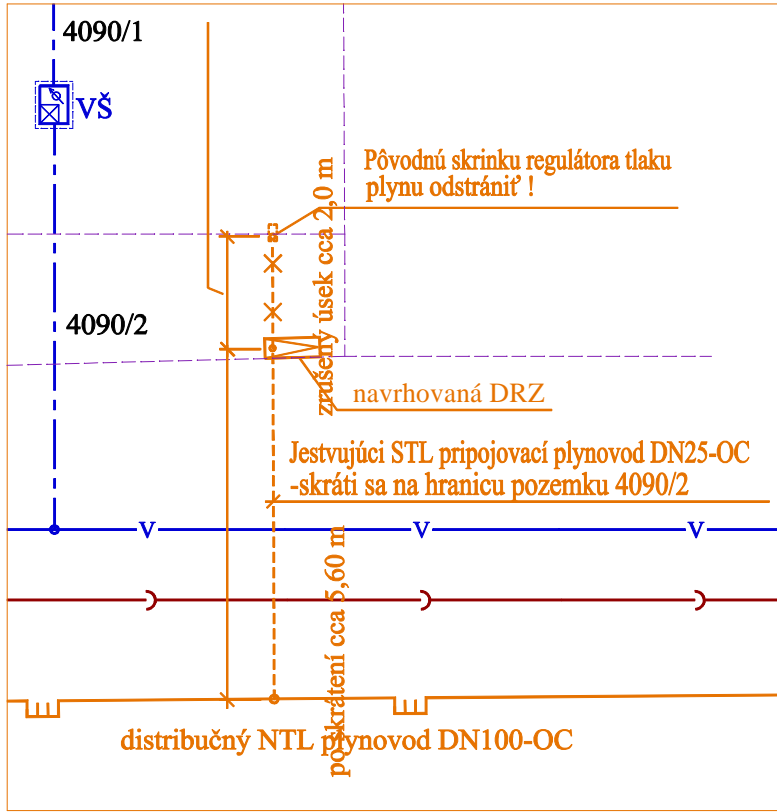 4090/1
VŠ
Pôvodnú skrinku regulátora tlaku
plynu odstrániť !
zrušený úsek cca 2,0 m
4090/2
navrhovaná DRZ
Jestvujúci STL pripojovací plynovod DN25-OC
-skráti sa na hranicu pozemku 4090/2
V V V
po skrátení cca 5,60 m
distribučný NTL plynovod DN100-OC